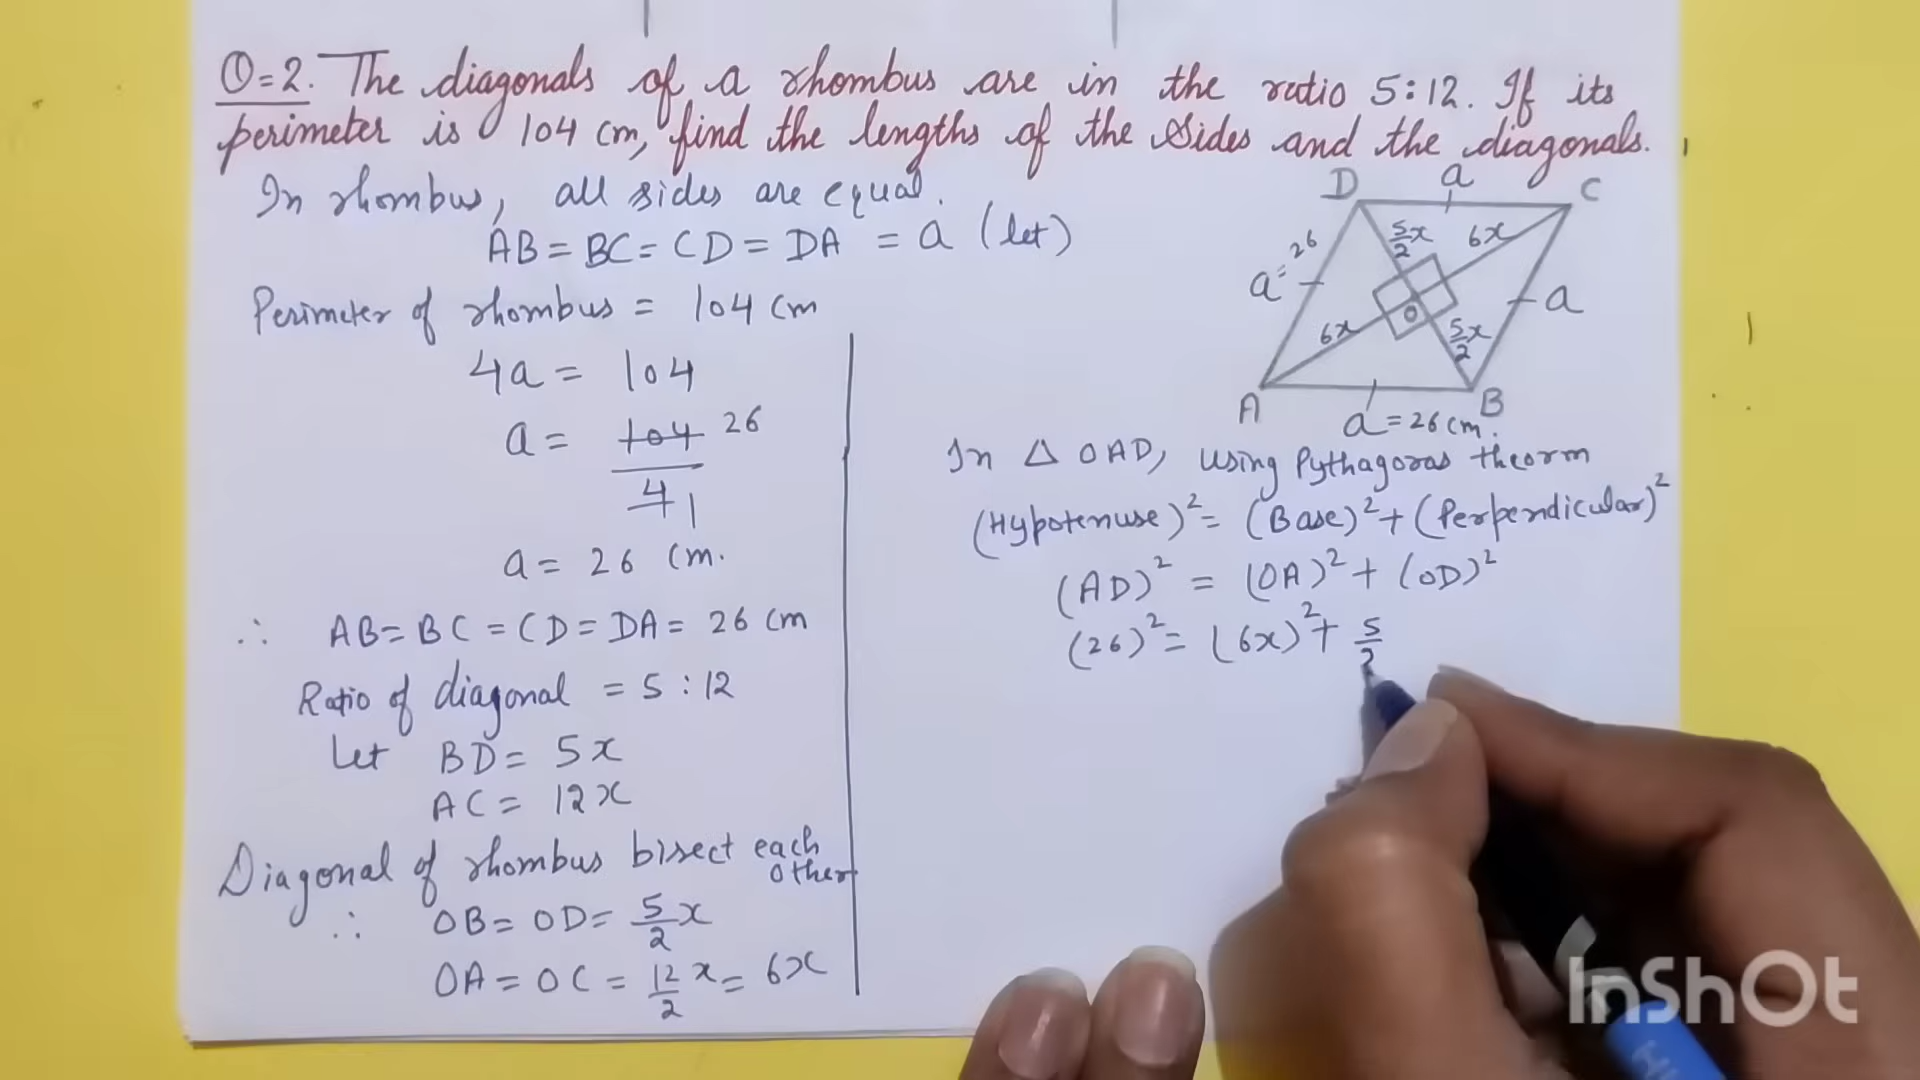 Q=2. The diagonals of a rhombus are in the ratio 5:12. If its
perimeter is 104 cm, find the lengths of the sides and the diagonals.
In rhombus, all sides are equal.
AB = BC = CD = DA = a (let)
Perimeter of rhombus = 104 cm
4a = 104
a = 104/4 26
1
a = 26 cm.
∴ AB = BC = CD = DA = 26 cm
Ratio of diagonal = 5 : 12
Let BD = 5x
AC = 12x
Diagonal of rhombus bisect each
other
∴ OB = OD = 5/2 x
OA = OC = 12/2 x = 6x
D a C
a = 26
5/2 x 6x
a
O
6x 5/2 x
A B
a = 26 cm.
In △ OAD, using Pythagoras theorm
(Hypotenuse)² = (Base)² + (Perpendicular)²
(AD)² = (OA)² + (OD)²
(26)² = (6x)² + 5/2
InShOt